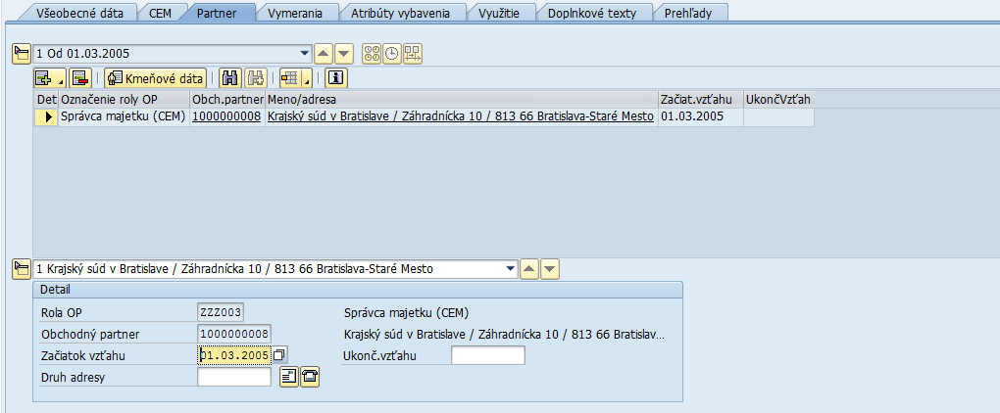 Všeobecné dáta CEM Partner Vymerania Atribúty vybavenia Využitie Doplnkové texty Prehľady
1 Od 01.03.2005
Kmeňové dáta
Det Označenie roly OP Obch.partner Meno/adresa Začiat.vzťahu UkončVzťah
Správca majetku (CEM) 1000000008 Krajský súd v Bratislave / Záhradnícka 10 / 813 66 Bratislava-Staré Mesto 01.03.2005
1 Krajský súd v Bratislave / Záhradnícka 10 / 813 66 Bratislava-Staré Mesto
Detail
Rola OP ZZZ003 Správca majetku (CEM)
Obchodný partner 1000000008 Krajský súd v Bratislave / Záhradnícka 10 / 813 66 Bratislav...
Začiatok vzťahu 01.03.2005 Ukonč.vzťahu
Druh adresy